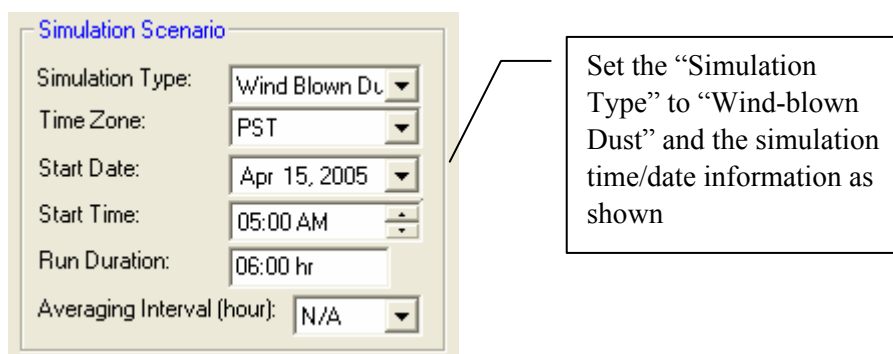 Simulation Scenario
Simulation Type: Wind Blown Du
Time Zone: PST
Start Date: Apr 15, 2005
Start Time: 05:00 AM
Run Duration: 06:00 hr
Averaging Interval (hour): N/A
Set the “Simulation
Type” to “Wind-blown
Dust” and the simulation
time/date information as
shown